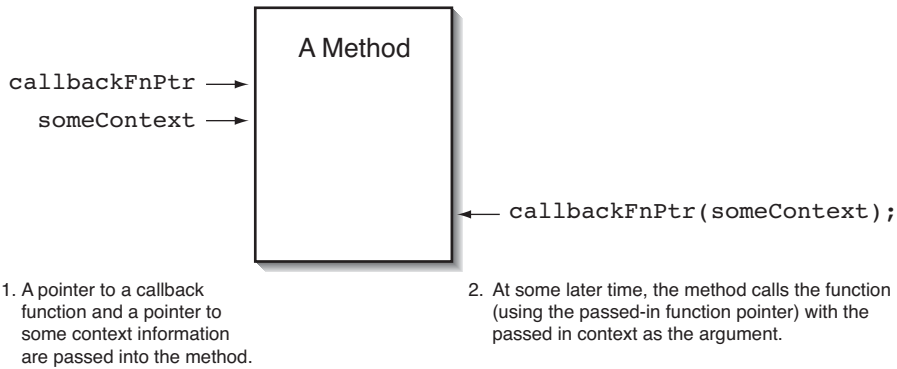 A Method
callbackFnPtr
someContext
callbackFnPtr(someContext);
1. A pointer to a callback
function and a pointer to
some context information
are passed into the method.
2. At some later time, the method calls the function
(using the passed-in function pointer) with the
passed in context as the argument.